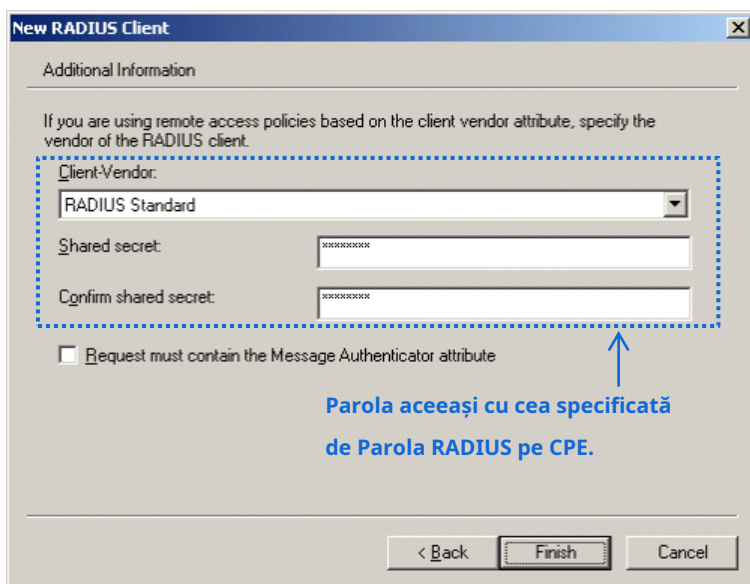 New RADIUS Client
Additional Information
If you are using remote access policies based on the client vendor attribute, specify the
vendor of the RADIUS client.
Client-Vendor:
RADIUS Standard
Shared secret:
xxxxxxxx
Confirm shared secret:
xxxxxxxx
Request must contain the Message Authenticator attribute
Parola aceeași cu cea specificată
de Parola RADIUS pe CPE.
< Back
Finish
Cancel